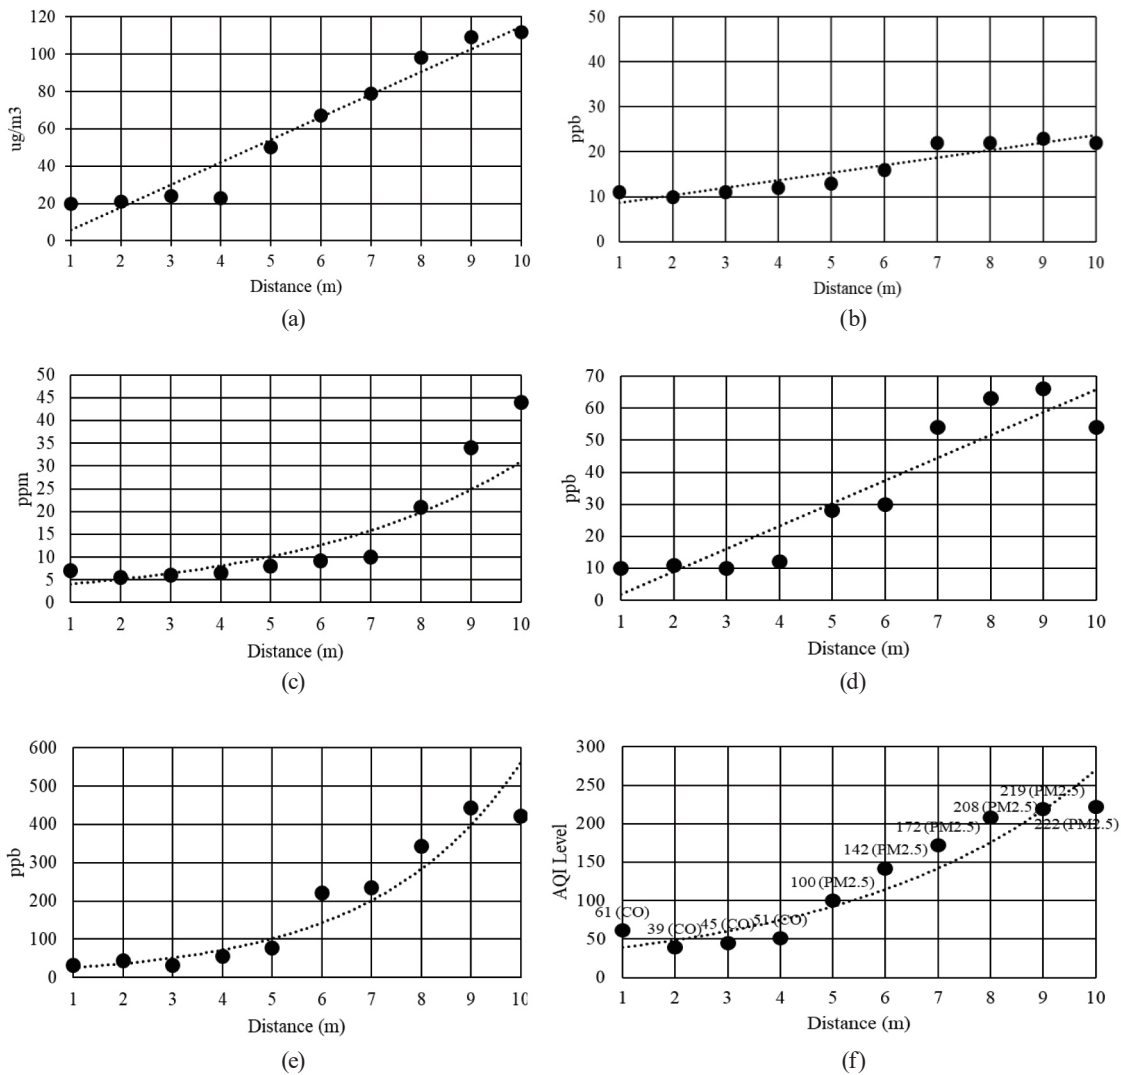 120
100
80
60
40
20
0
ug/m3
1 2 3 4 5 6 7 8 9 10
Distance (m)
(a)
50
40
30
20
10
0
ppb
1 2 3 4 5 6 7 8 9 10
Distance (m)
(b)
50
45
40
35
30
25
20
15
10
5
0
ppm
1 2 3 4 5 6 7 8 9 10
Distance (m)
(c)
70
60
50
40
30
20
10
0
ppb
1 2 3 4 5 6 7 8 9 10
Distance (m)
(d)
600
500
400
300
200
100
0
ppb
1 2 3 4 5 6 7 8 9 10
Distance (m)
(e)
300
250
200
150
100
50
0
AQI Level
61 (CO)
39 (CO)
45 (CO)
51 (CO)
100 (PM2.5)
142 (PM2.5)
172 (PM2.5)
208 (PM2.5)
219 (PM2.5)
222 (PM2.5)
1 2 3 4 5 6 7 8 9 10
Distance (m)
(f)